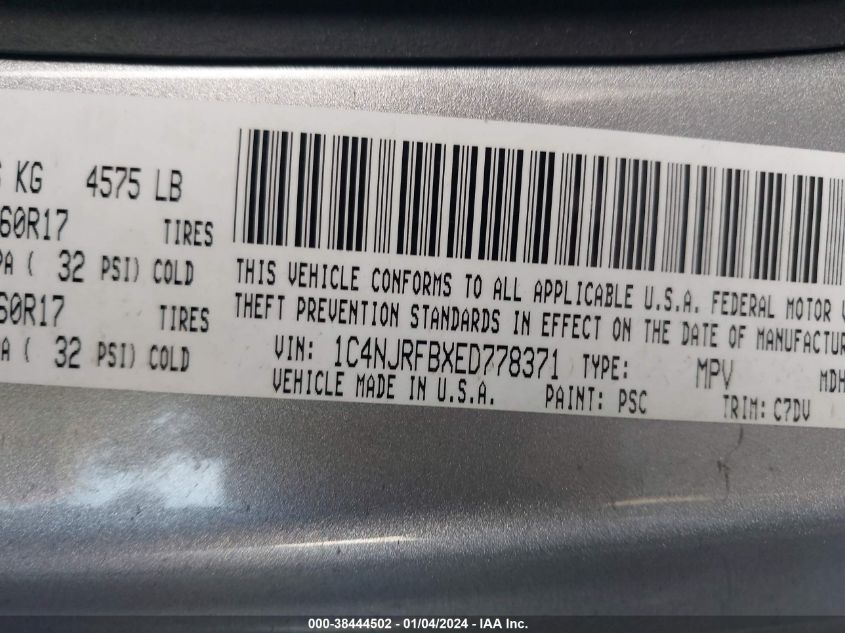 KG 4575 LB
60R17 TIRES
PA ( 32 PSI) COLD
60R17 TIRES
A ( 32 PSI) COLD
THIS VEHICLE CONFORMS TO ALL APPLICABLE U.S.A. FEDERAL MOTOR V
THEFT PREVENTION STANDARDS IN EFFECT ON THE DATE OF MANUFACTUR
VIN: 1C4NJRFBXED778371 TYPE: MPV MDH
VEHICLE MADE IN U.S.A. PAINT: PSC TRIM: C7DV
000-38444502 - 01/04/2024 - IAA Inc.